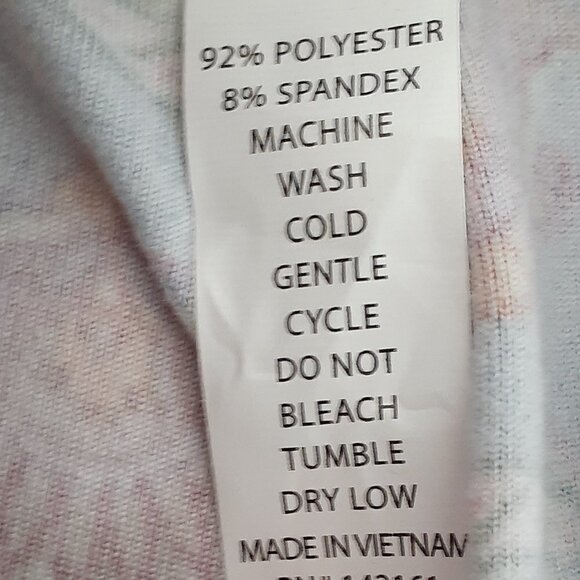 92% POLYESTER
8% SPANDEX
MACHINE
WASH
COLD
GENTLE
CYCLE
DO NOT
BLEACH
TUMBLE
DRY LOW
MADE IN VIETNAM